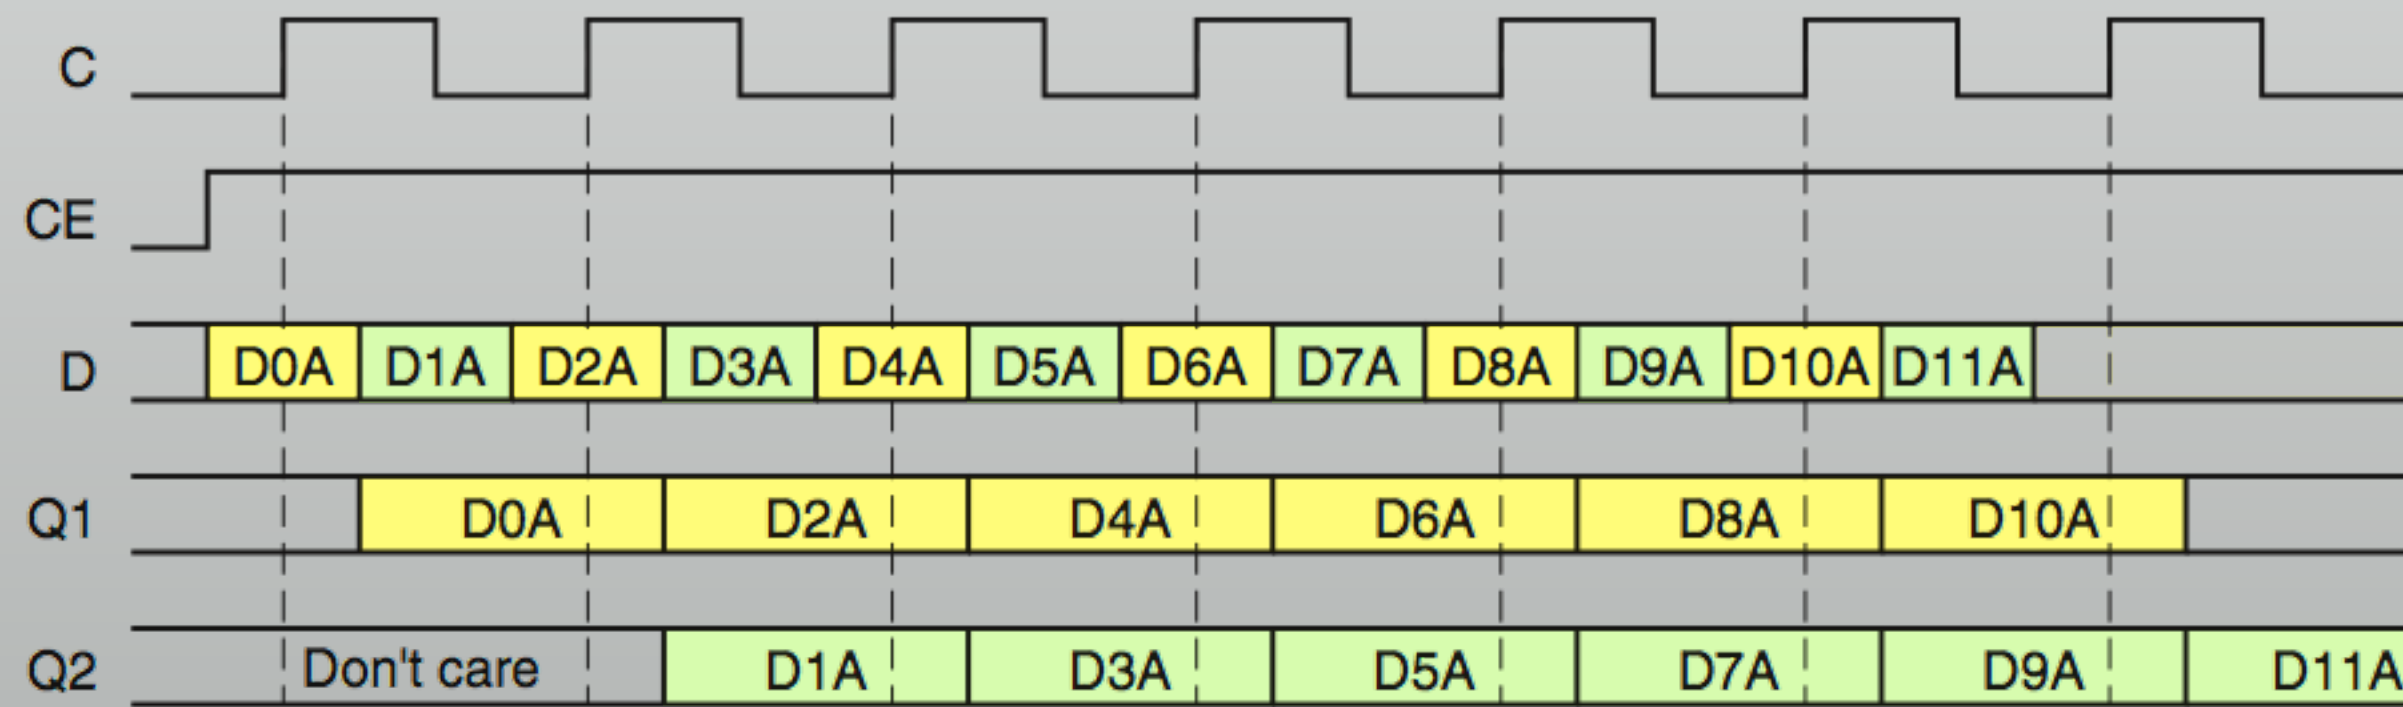 C
CE
D D0A D1A D2A D3A D4A D5A D6A D7A D8A D9A D10A D11A
Q1 D0A D2A D4A D6A D8A D10A
Q2 Don't care D1A D3A D5A D7A D9A D11A